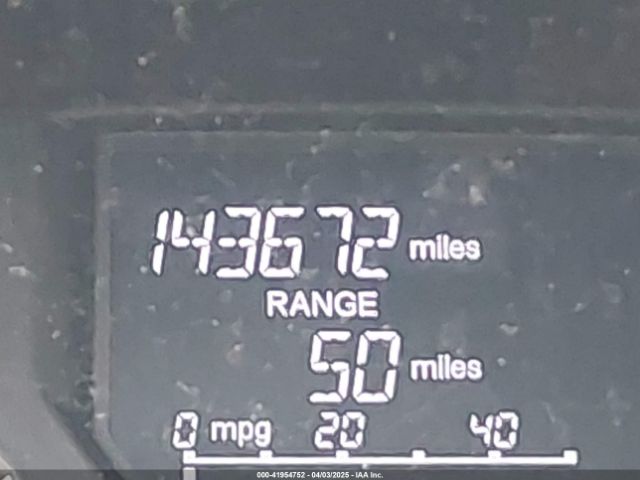 143672 miles
RANGE
50 miles
0 mpg 20 40
000-41954752 - 04/03/2025 - IAA Inc.